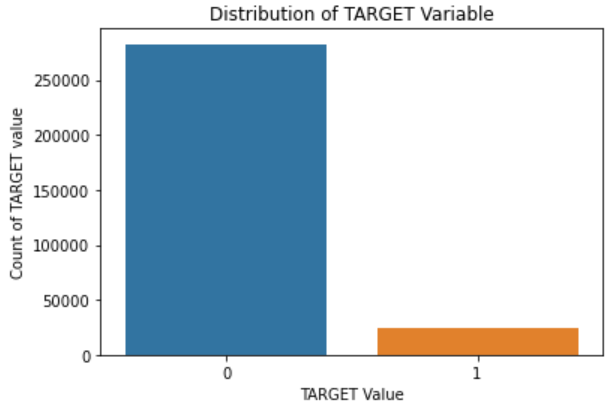 Distribution of TARGET Variable
Count of TARGET value
250000
200000
150000
100000
50000
0
0 1
TARGET Value